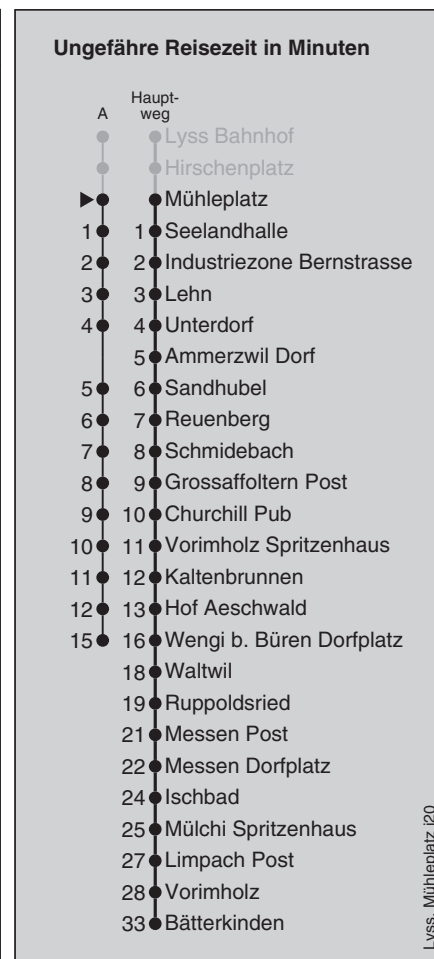 Ungefähre Reisezeit in Minuten
A Haupt-
weg
Lyss Bahnhof
Hirschenplatz
Mühleplatz
1 1 Seelandhalle
2 2 Industriezone Bernstrasse
3 3 Lehn
4 4 Unterdorf
5 Ammerzwil Dorf
5 6 Sandhubel
6 7 Reuenberg
7 8 Schmidebach
8 9 Grossaffoltern Post
9 10 Churchill Pub
10 11 Vorimholz Spritzenhaus
11 12 Kaltenbrunnen
12 13 Hof Aeschwald
15 16 Wengi b. Büren Dorfplatz
18 Waltwil
19 Ruppoldsried
21 Messen Post
22 Messen Dorfplatz
24 Ischbad
25 Mülchi Spritzenhaus
27 Limpach Post
28 Vorimholz
33 Bätterkinden
Lyss, Mühleplatz j20